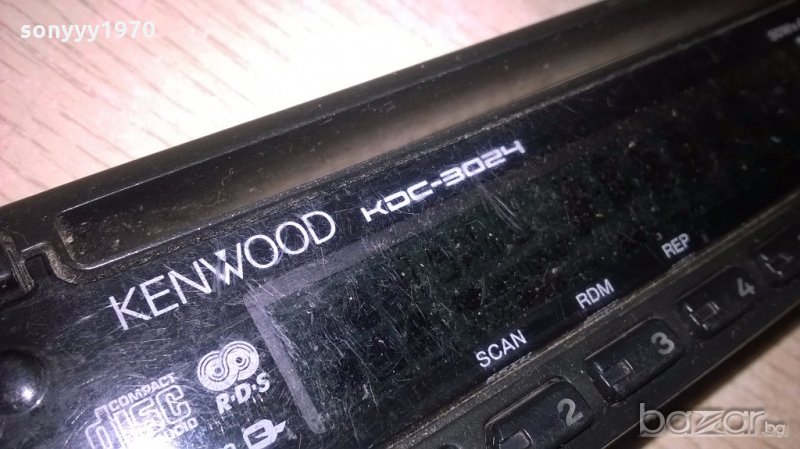 sonyyy1970
KENWOOD KDC-3024
R·D·S
COMPACT
disc
SCAN
RDM
REP
2
3
4
bazar.bg